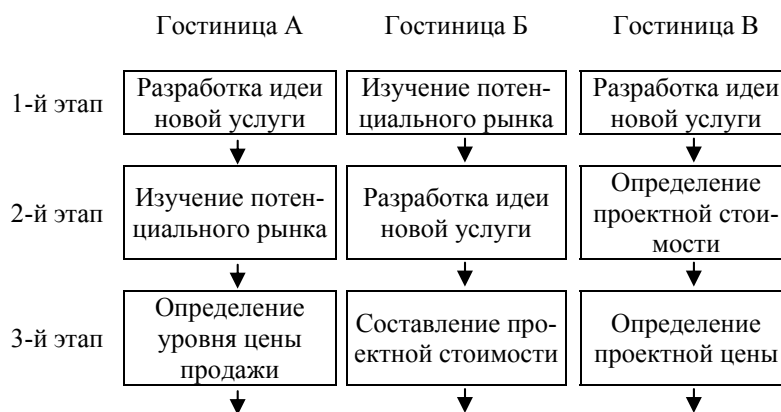 Гостиница А Гостиница Б Гостиница В
1-й этап
Разработка идеи
новой услуги
Изучение потен-
циального рынка
Разработка идеи
новой услуги
2-й этап
Изучение потен-
циального рынка
Разработка идеи
новой услуги
Определение
проектной стои-
мости
3-й этап
Определение
уровня цены
продажи
Составление про-
ектной стоимости
Определение
проектной цены